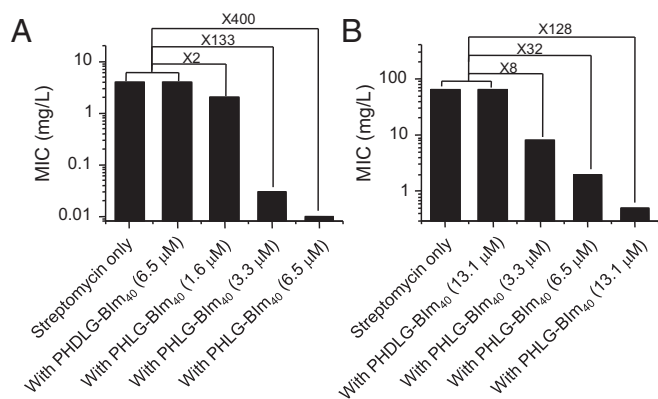 A
X400
X133
X2
MIC (mg/L)
10
1
0.1
0.01
Streptomycin only
With PHDLG-BIm₄₀ (6.5 μM)
With PHLG-BIm₄₀ (1.6 μM)
With PHLG-BIm₄₀ (3.3 μM)
With PHLG-BIm₄₀ (6.5 μM)
B
X128
X32
X8
MIC (mg/L)
100
10
1
Streptomycin only
With PHDLG-BIm₄₀ (13.1 μM)
With PHLG-BIm₄₀ (3.3 μM)
With PHLG-BIm₄₀ (6.5 μM)
With PHLG-BIm₄₀ (13.1 μM)